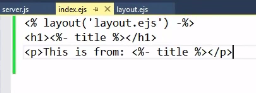 server.js index.ejs layout.ejs
<% layout('layout.ejs') -%>
<h1><%- title %></h1>
<p>This is from: <%- title %></p>